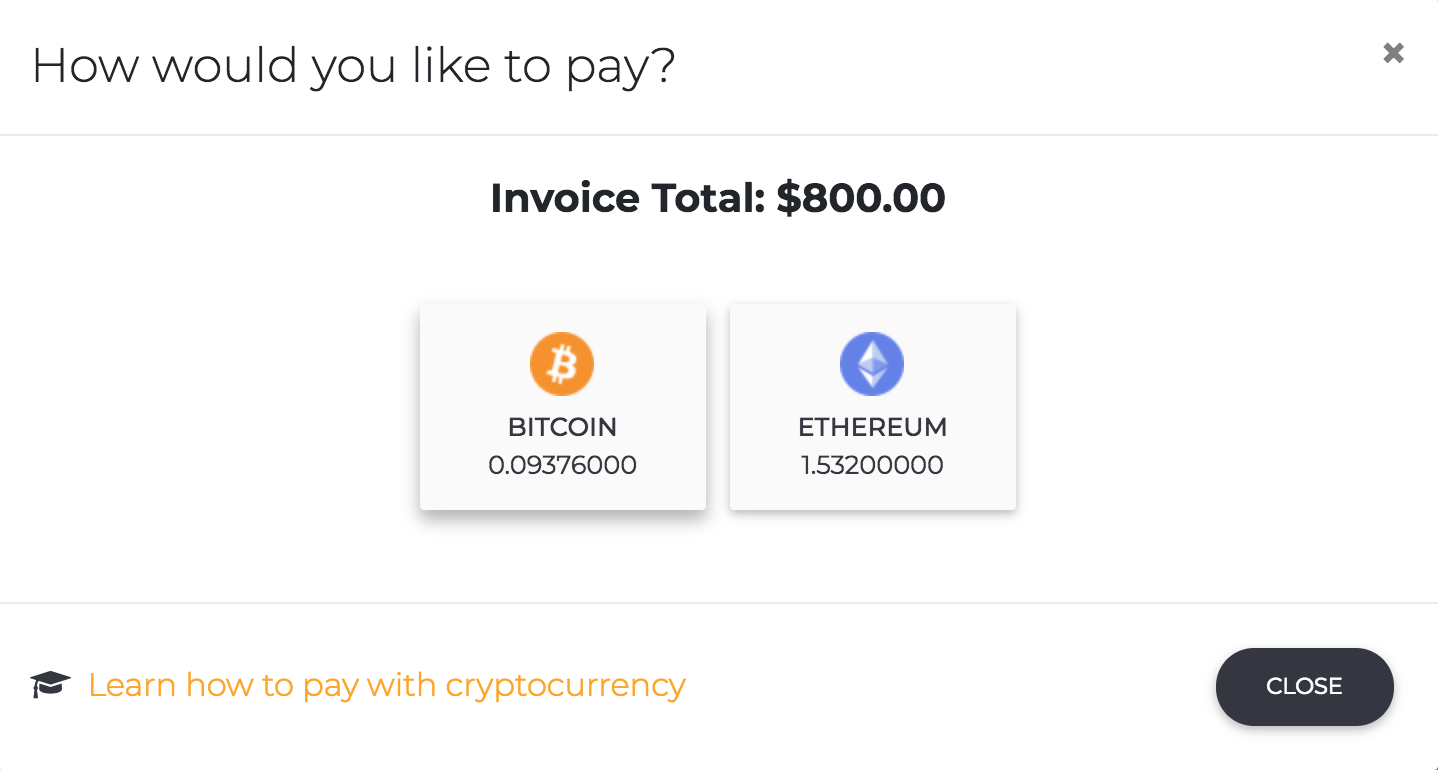 How would you like to pay?
Invoice Total: $800.00
BITCOIN
0.09376000
ETHEREUM
1.53200000
Learn how to pay with cryptocurrency
CLOSE